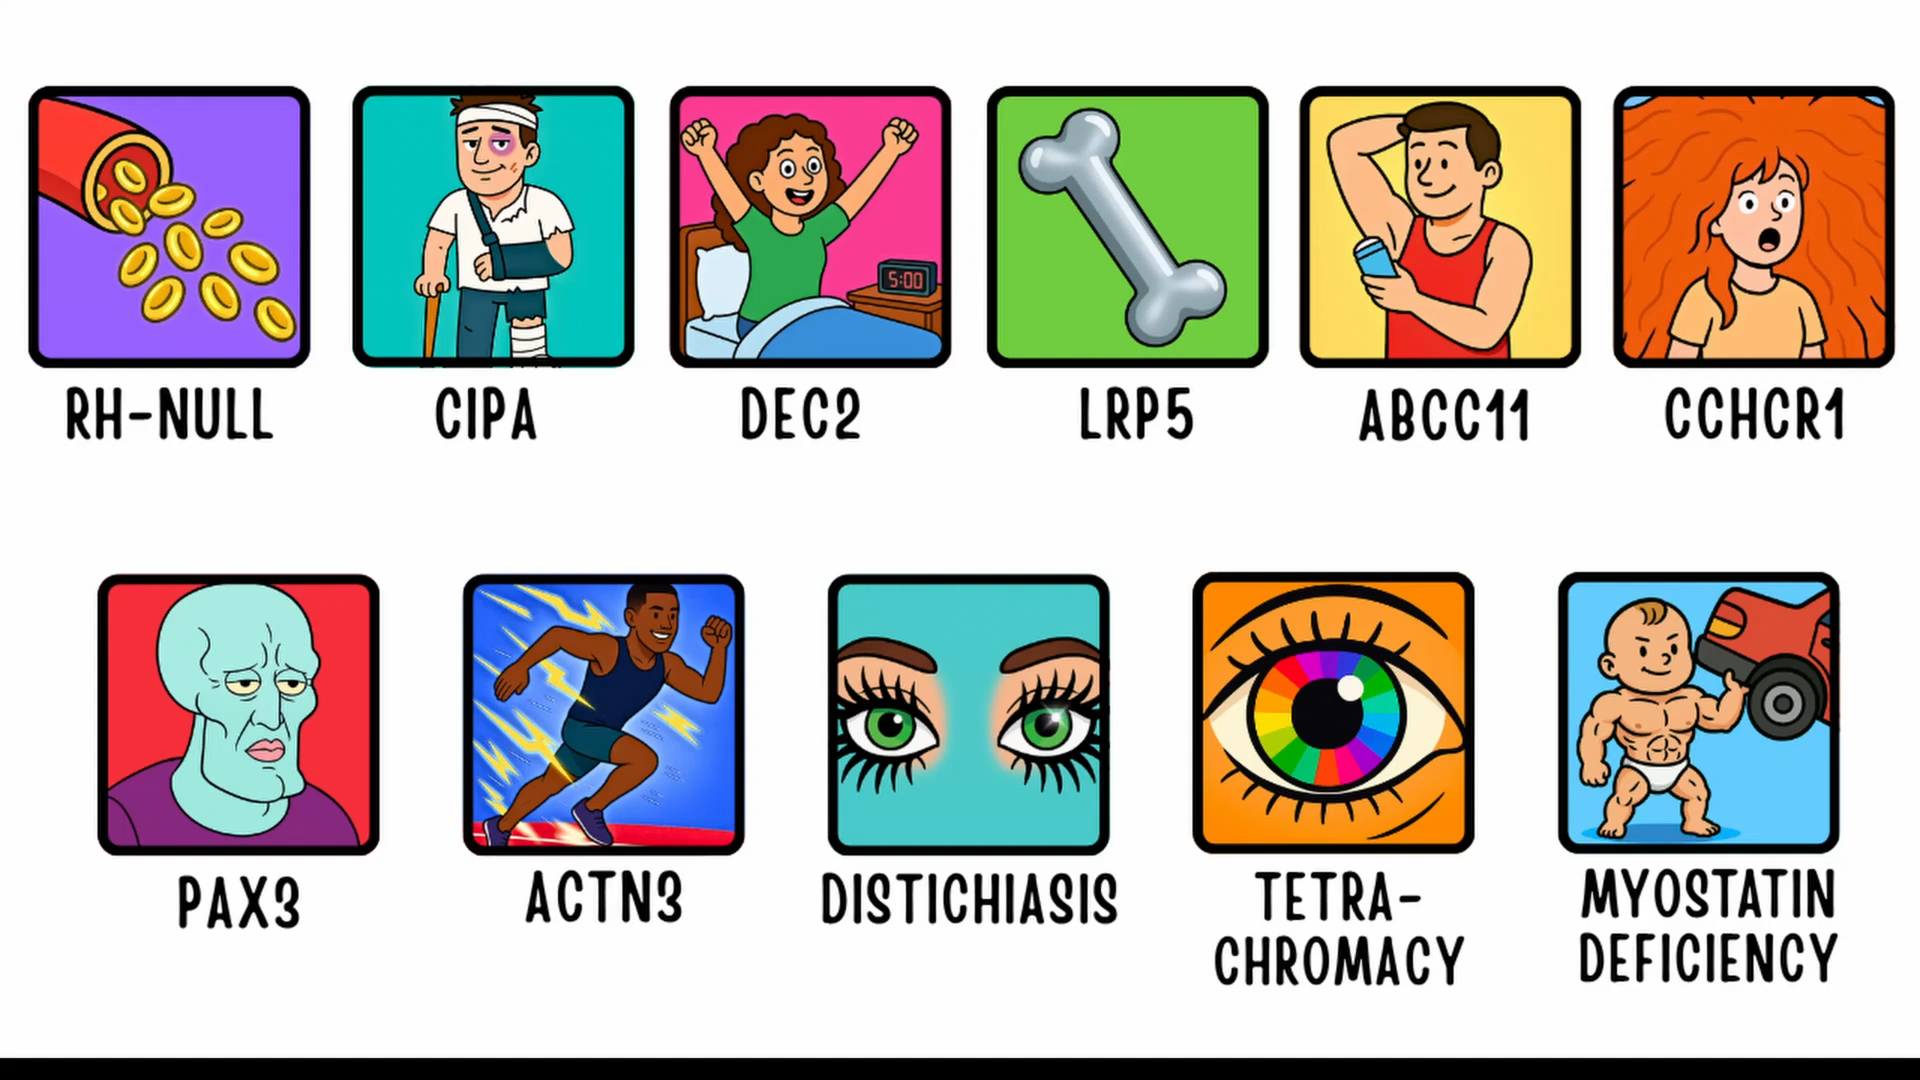 5:00
RH-NULL
CIPA
DEC2
LRP5
ABCC11
CCHCR1
PAX3
ACTN3
DISTICHIASIS
TETRA-
CHROMACY
MYOSTATIN
DEFICIENCY